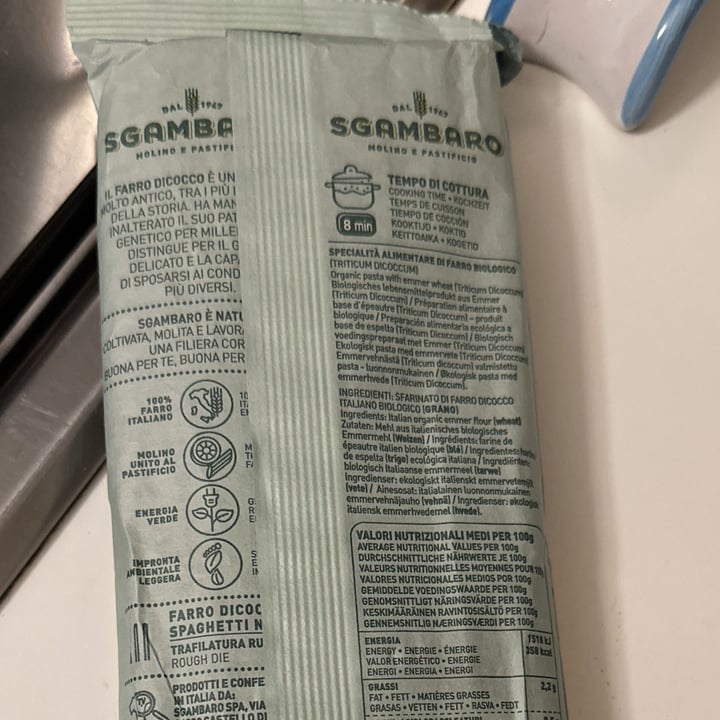 DAL 1967
SGAMBA
MOLINO E PASTIFI
IL FARRO DICOCCO È UN
MOLTO ANTICO, TRA I PIÙ
DELLA STORIA. HA MAN
INALTERATO IL SUO PAT
GENETICO PER MILLE
DISTINGUE PER IL G
DELICATO E LA CAPA
DI SPOSARSI AI COND
PIÙ DIVERSI.
SGAMBARO È NATU
COLTIVATA, MOLITA E LAVORA
UNA FILIERA COR
BUONA PER TE, BUONA PER
100%
FARRO
ITALIANO
MOLINO
UNITO AL
PASTIFICIO
ENERGIA
VERDE
IMPRONTA
AMBIENTALE
LEGGERA
FARRO DICOC
SPAGHETTI N
TRAFILATURA RU
ROUGH DIE
PRODOTTI E CONFE
IN ITALIA DA:
SGAMBARO SPA, VIA
CASTELLO DI
DAL 1967
SGAMBARO
MOLINO E PASTIFICIO
TEMPO DI COTTURA
COOKING TIME • KOCHZEIT
TEMPS DE CUISSON
TIEMPO DE COCCIÓN
KOOKTIJD • KOKTID
KEITTOAIKA • KOGETID
8 min
SPECIALITÀ ALIMENTARE DI FARRO BIOLOGICO
(TRITICUM DICOCCUM)
Organic pasta with emmer wheat (Triticum Dicoccum)
Biologisches lebensmittelprodukt aus Emmer
(Triticum Dicoccum) / Préparation alimentaire à
base d'épeautre (Triticum Dicoccum) – produit
biologique / Preparación alimentaria ecológica a
base de espelta (Triticum Dicoccum) / Biologisch
voedingspreparaat met Emmer (Triticum Dicoccum)
Ekologisk pasta med emmervete (Triticum Dicoccum)
Emmervehnästä (Triticum dicoccum) valmistettu
pasta - luonnonmukainen / Økologisk pasta med
emmerhvede (Triticum Dicoccum).
INGREDIENTI: SFARINATO DI FARRO DICOCCO
ITALIANO BIOLOGICO (GRANO)
Ingredients: Italian organic emmer flour (wheat)
Zutaten: Mehl aus italienisches biologisches
Emmermehl (Weizen) / Ingrédients: farine de
épeautre italien biologique (blé) / Ingredientes: harina
de espelta (trigo) ecológica italiana / Ingrediënten:
biologisch Italiaanse emmermeel (tarwe)
Ingredienser: ekologiskt italienskt emmervetemjöl
(vete) / Ainesosat: italialainen luonnonmukainen
emmervehnäjauho (vehnä) / Ingredienser: økologisk
italiensk emmerhvedemel (hvede).
VALORI NUTRIZIONALI MEDI PER 100g
AVERAGE NUTRITIONAL VALUES PER 100g
DURCHSCHNITTLICHE NÄHRWERTE JE 100g
VALEURS NUTRITIONNELLES MOYENNES POUR 100g
VALORES NUTRICIONALES MEDIOS POR 100g
GEMIDDELDE VOEDINGSWAARDE PER 100g
GENOMSNITTLIGT NÄRINGSVÄRDE PER 100g
KESKIMÄÄRÄINEN RAVINTOSISÄLTÖ PER 100g
GENNEMSNITLIG NÆRINGSVÆRDI PER 100g
ENERGIA 1518 kJ
ENERGY • ENERGIE • ÉNERGIE 358 kcal
VALOR ENERGÉTICO • ENERGIE
ENERGI • ENERGIA • ENERGI
GRASSI 2,2 g
FAT • FETT • MATIÈRES GRASSES
GRASAS • VETTEN • FETT • RASVA • FEDT